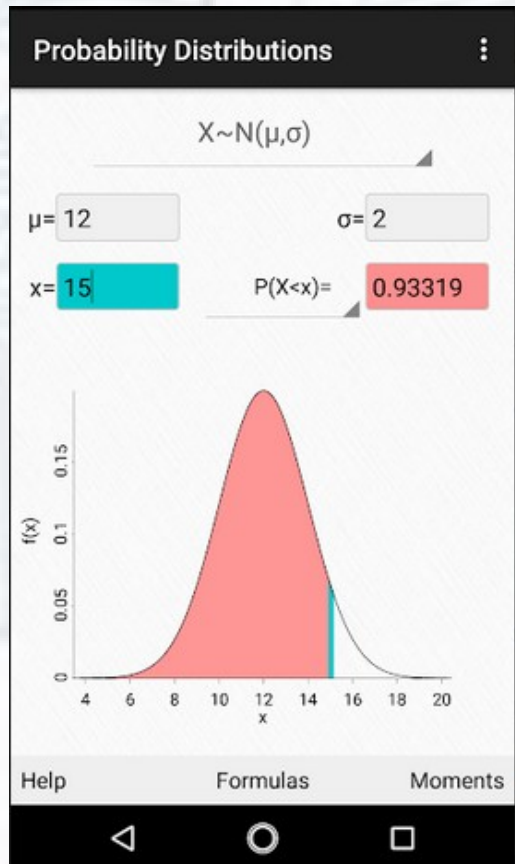 Probability Distributions
X~N(μ,σ)
μ= 12 σ= 2
x= 15 P(X<x)= 0.93319
0.15
0.1
0.05
0
f(x)
4 6 8 10 12 14 16 18 20
x
Help Formulas Moments